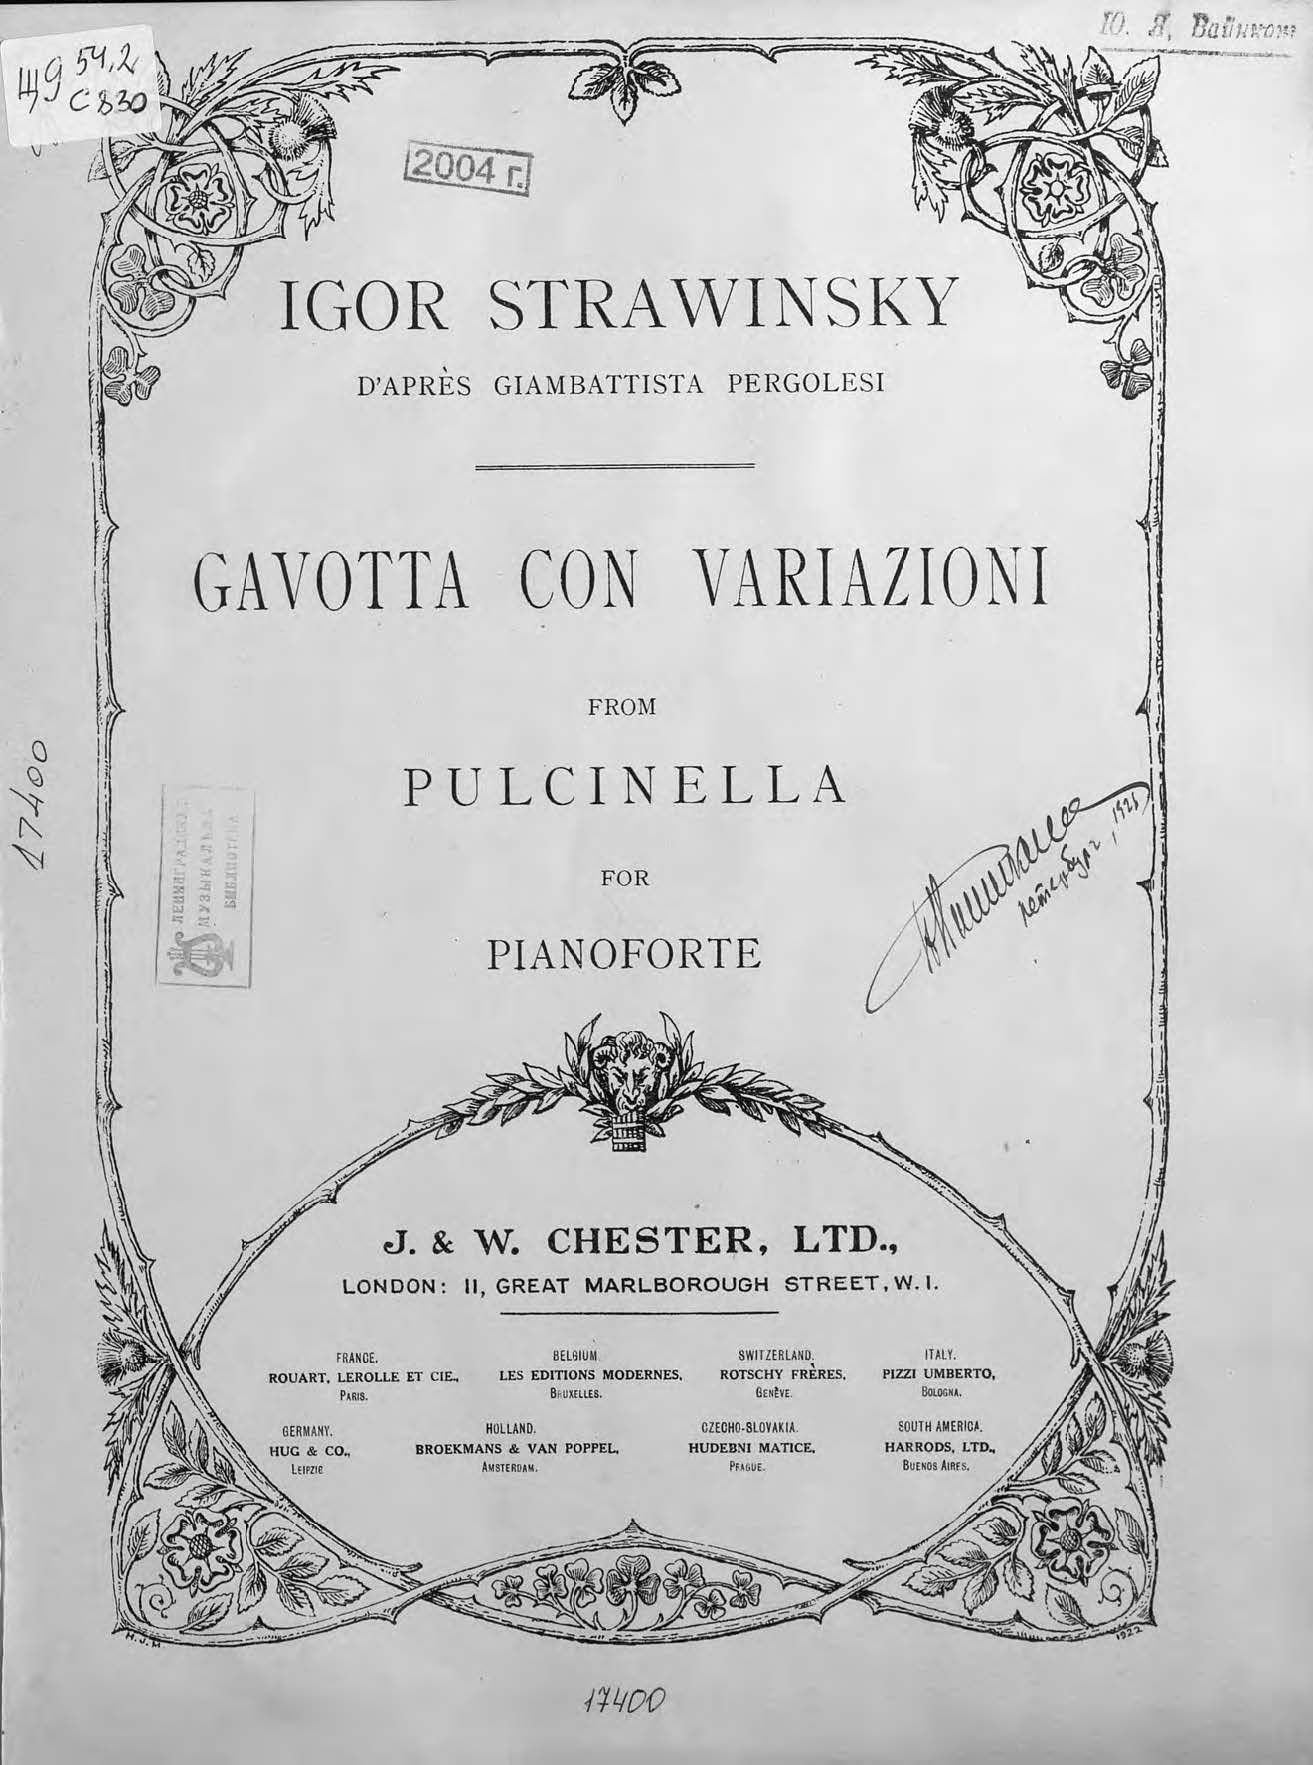 Ю. Я. Вайнкоп
Щ9 54.2
С 830
2004 г.
IGOR STRAWINSKY
D'APRÈS GIAMBATTISTA PERGOLESI
GAVOTTA CON VARIAZIONI
FROM
PULCINELLA
FOR
PIANOFORTE
17400
ЛЕНИНГРАДСКАЯ
МУЗЫКАЛЬНАЯ
БИБЛИОТЕКА
Петербург, 1925
J. & W. CHESTER, LTD.,
LONDON: 11, GREAT MARLBOROUGH STREET, W.1.
FRANCE. BELGIUM. SWITZERLAND. ITALY.
ROUART, LEROLLE ET CIE., LES EDITIONS MODERNES, ROTSCHY FRÈRES, PIZZI UMBERTO,
PARIS. BRUXELLES. GENÈVE. BOLOGNA.
GERMANY. HOLLAND. CZECHO-SLOVAKIA. SOUTH AMERICA.
HUG & CO., BROEKMANS & VAN POPPEL, HUDEBNI MATICE, HARRODS, LTD.,
LEIPZIG AMSTERDAM. PRAGUE. BUENOS AIRES.
H.J.M. 1922
17400